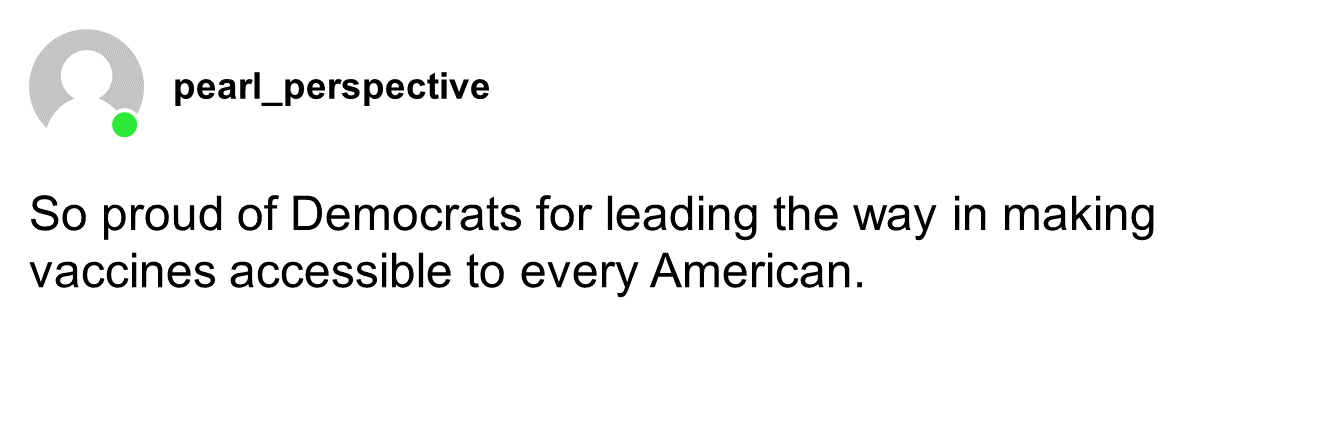 pearl_perspective
So proud of Democrats for leading the way in making
vaccines accessible to every American.